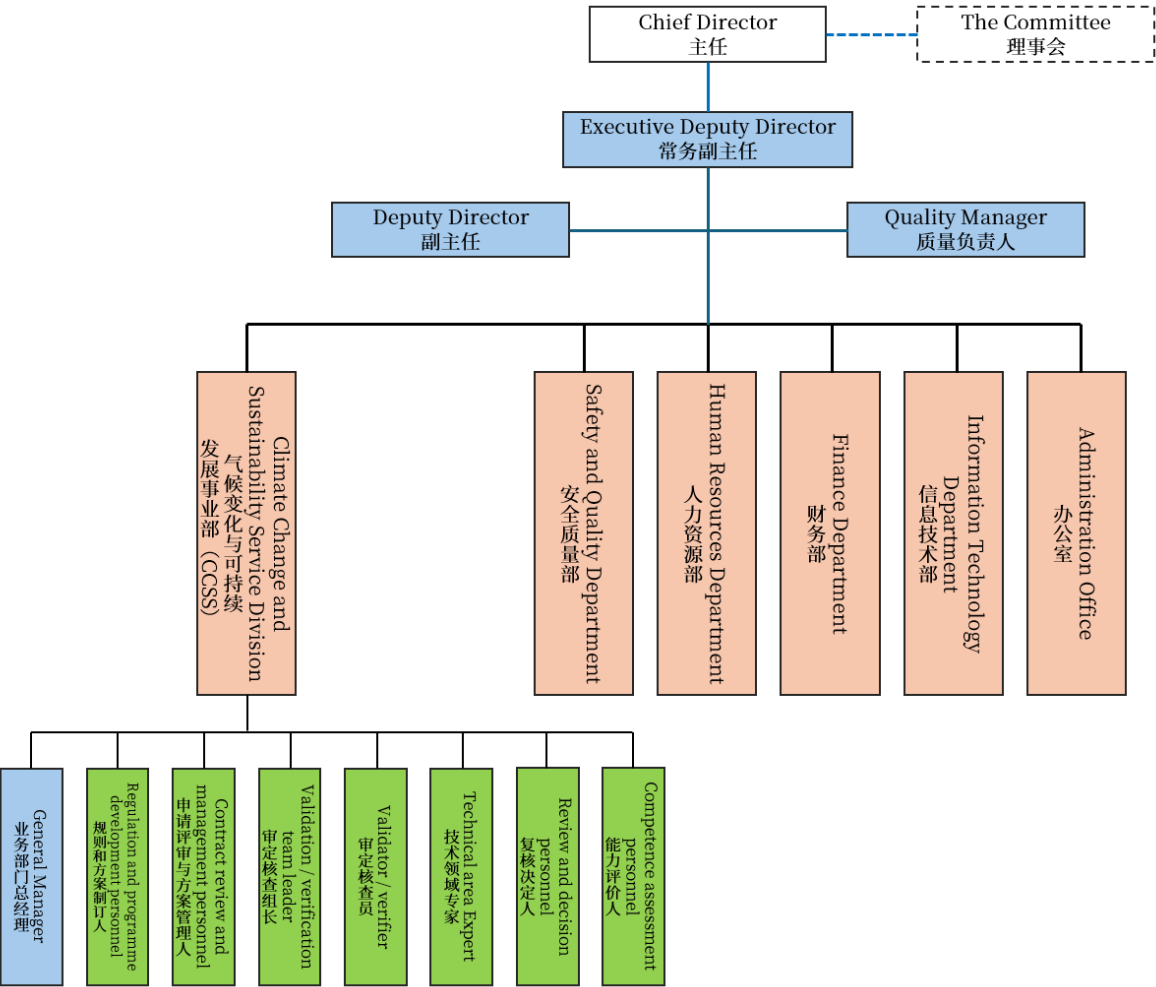 Chief Director
主任
The Committee
理事会
Executive Deputy Director
常务副主任
Deputy Director
副主任
Quality Manager
质量负责人
Climate Change and
Sustainability Service Division
气候变化与可持续
发展事业部（CCSS）
Safety and Quality Department
安全质量部
Human Resources Department
人力资源部
Finance Department
财务部
Information Technology
Department
信息技术部
Administration Office
办公室
General Manager
业务部门总经理
Regulation and programme
development personnel
规则和方案制订人
Contract review and
management personnel
申请评审与方案管理人
Validation / verification
team leader
审定核查组长
Validator / verifier
审定核查员
Technical area Expert
技术领域专家
Review and decision
personnel
复核决定人
Competence assessment
personnel
能力评价人